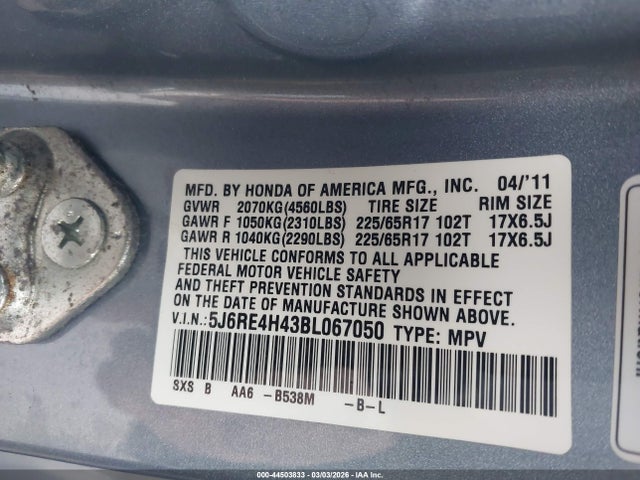 MFD. BY HONDA OF AMERICA MFG., INC. 04/'11
GVWR 2070KG(4560LBS) TIRE SIZE RIM SIZE
GAWR F 1050KG(2310LBS) 225/65R17 102T 17X6.5J
GAWR R 1040KG(2290LBS) 225/65R17 102T 17X6.5J
THIS VEHICLE CONFORMS TO ALL APPLICABLE
FEDERAL MOTOR VEHICLE SAFETY
AND THEFT PREVENTION STANDARDS IN EFFECT
ON THE DATE OF MANUFACTURE SHOWN ABOVE.
V.I.N.:5J6RE4H43BL067050 TYPE: MPV
SXS B AA6 -B538M -B-L
000-44503833 - 03/03/2026 - IAA Inc.